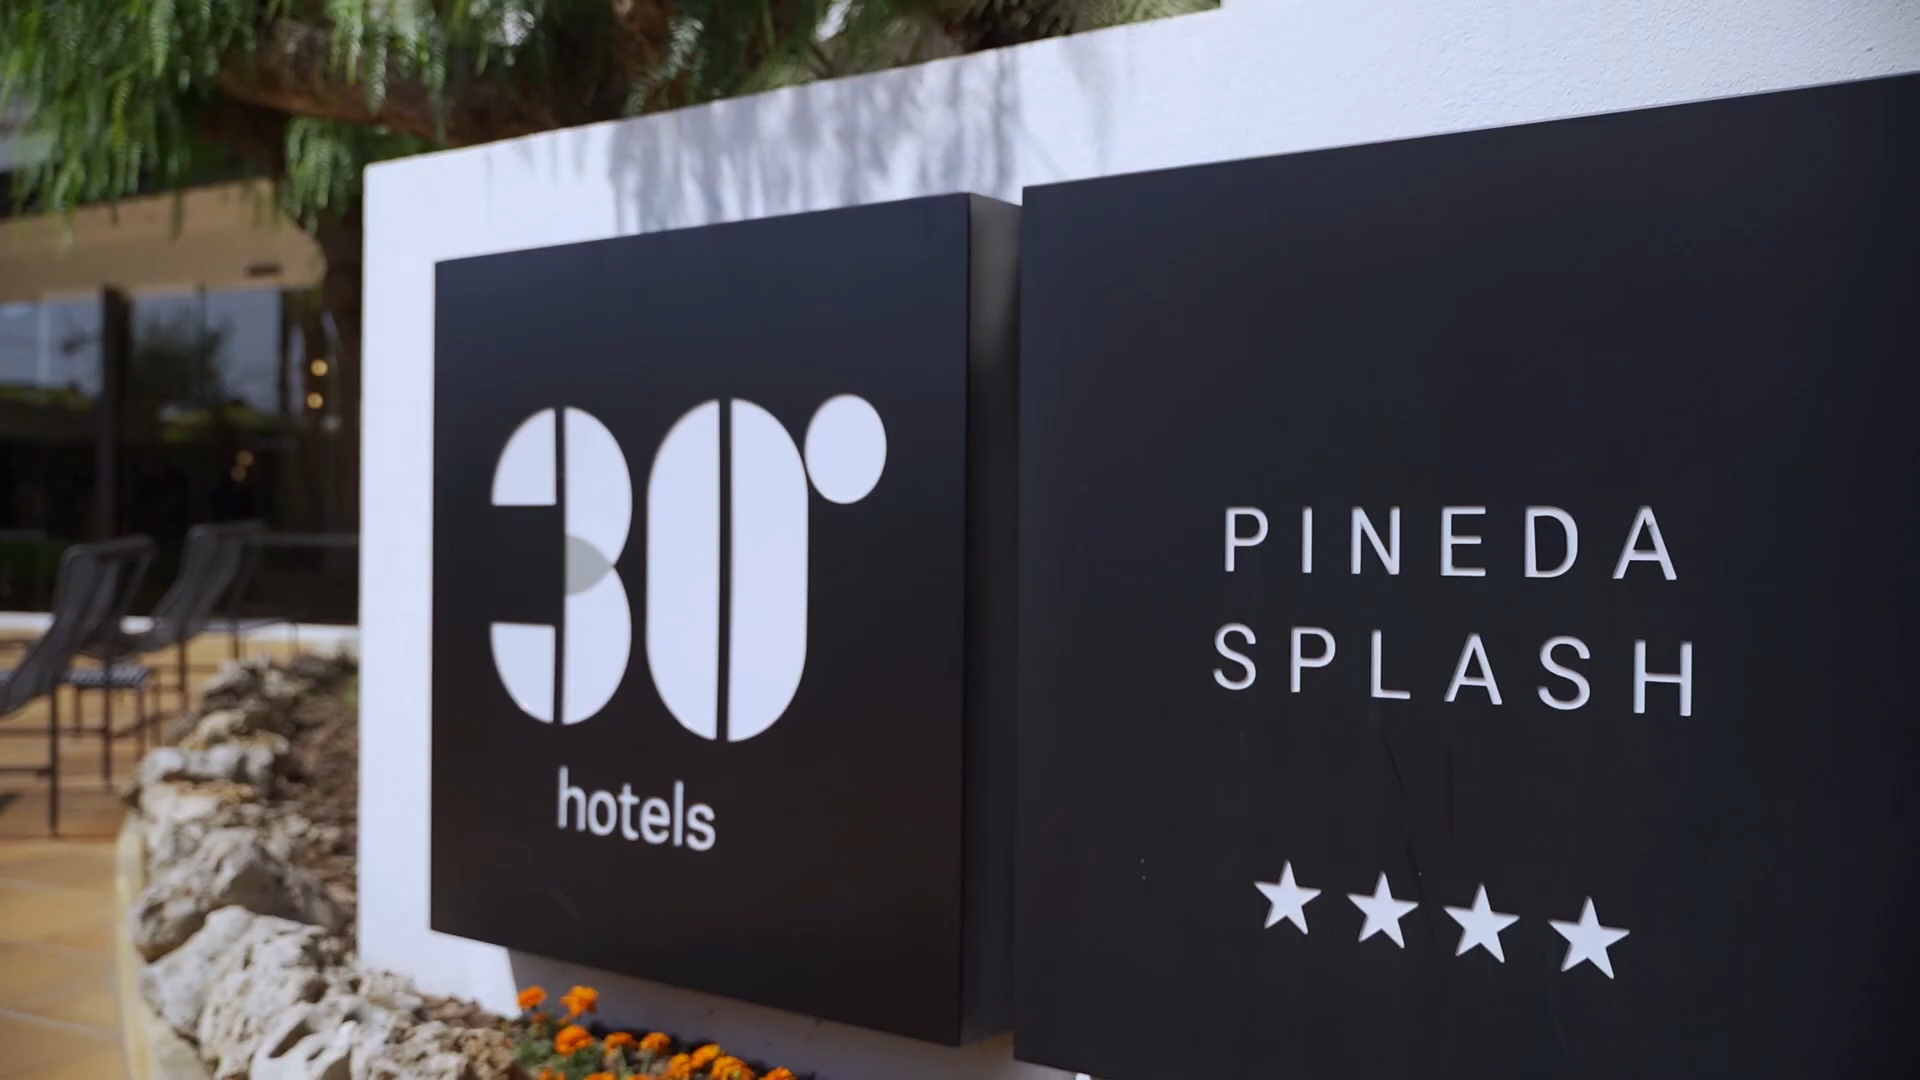 30°
hotels
PINEDA
SPLASH
★★★★